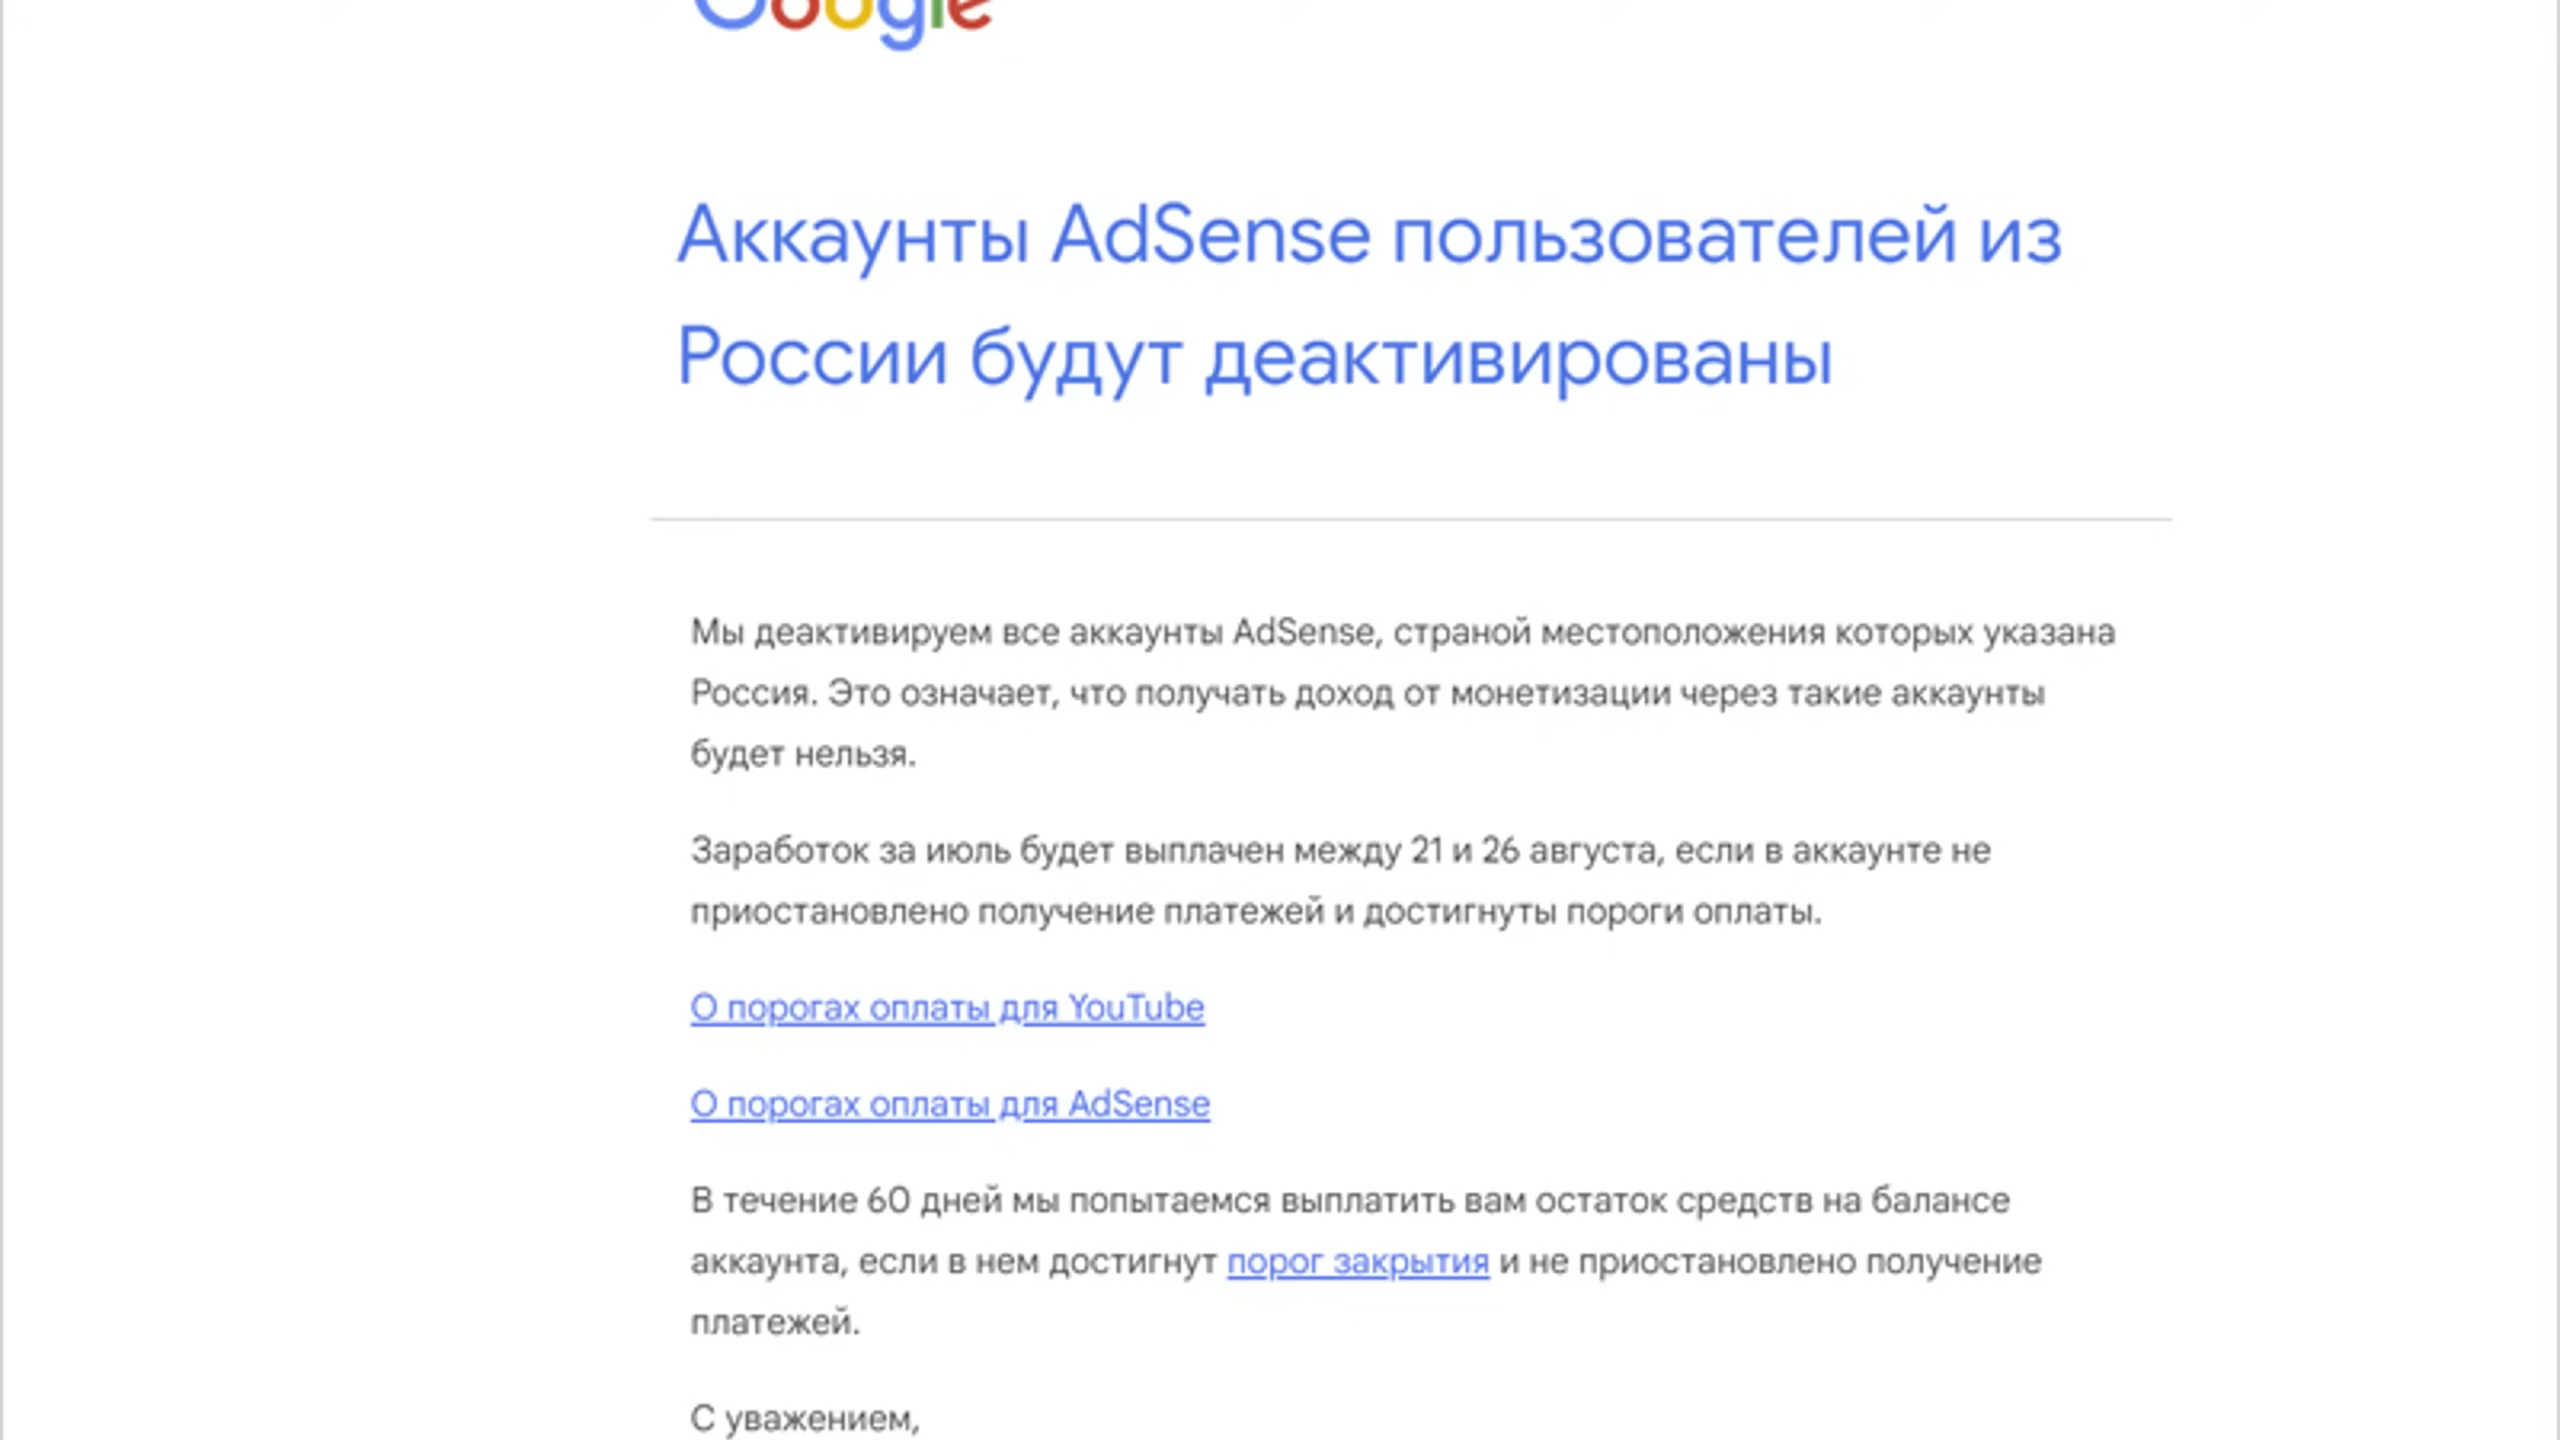 Google
Аккаунты AdSense пользователей из
России будут деактивированы
Мы деактивируем все аккаунты AdSense, страной местоположения которых указана
Россия. Это означает, что получать доход от монетизации через такие аккаунты
будет нельзя.
Заработок за июль будет выплачен между 21 и 26 августа, если в аккаунте не
приостановлено получение платежей и достигнуты пороги оплаты.
О порогах оплаты для YouTube
О порогах оплаты для AdSense
В течение 60 дней мы попытаемся выплатить вам остаток средств на балансе
аккаунта, если в нем достигнут порог закрытия и не приостановлено получение
платежей.
С уважением,